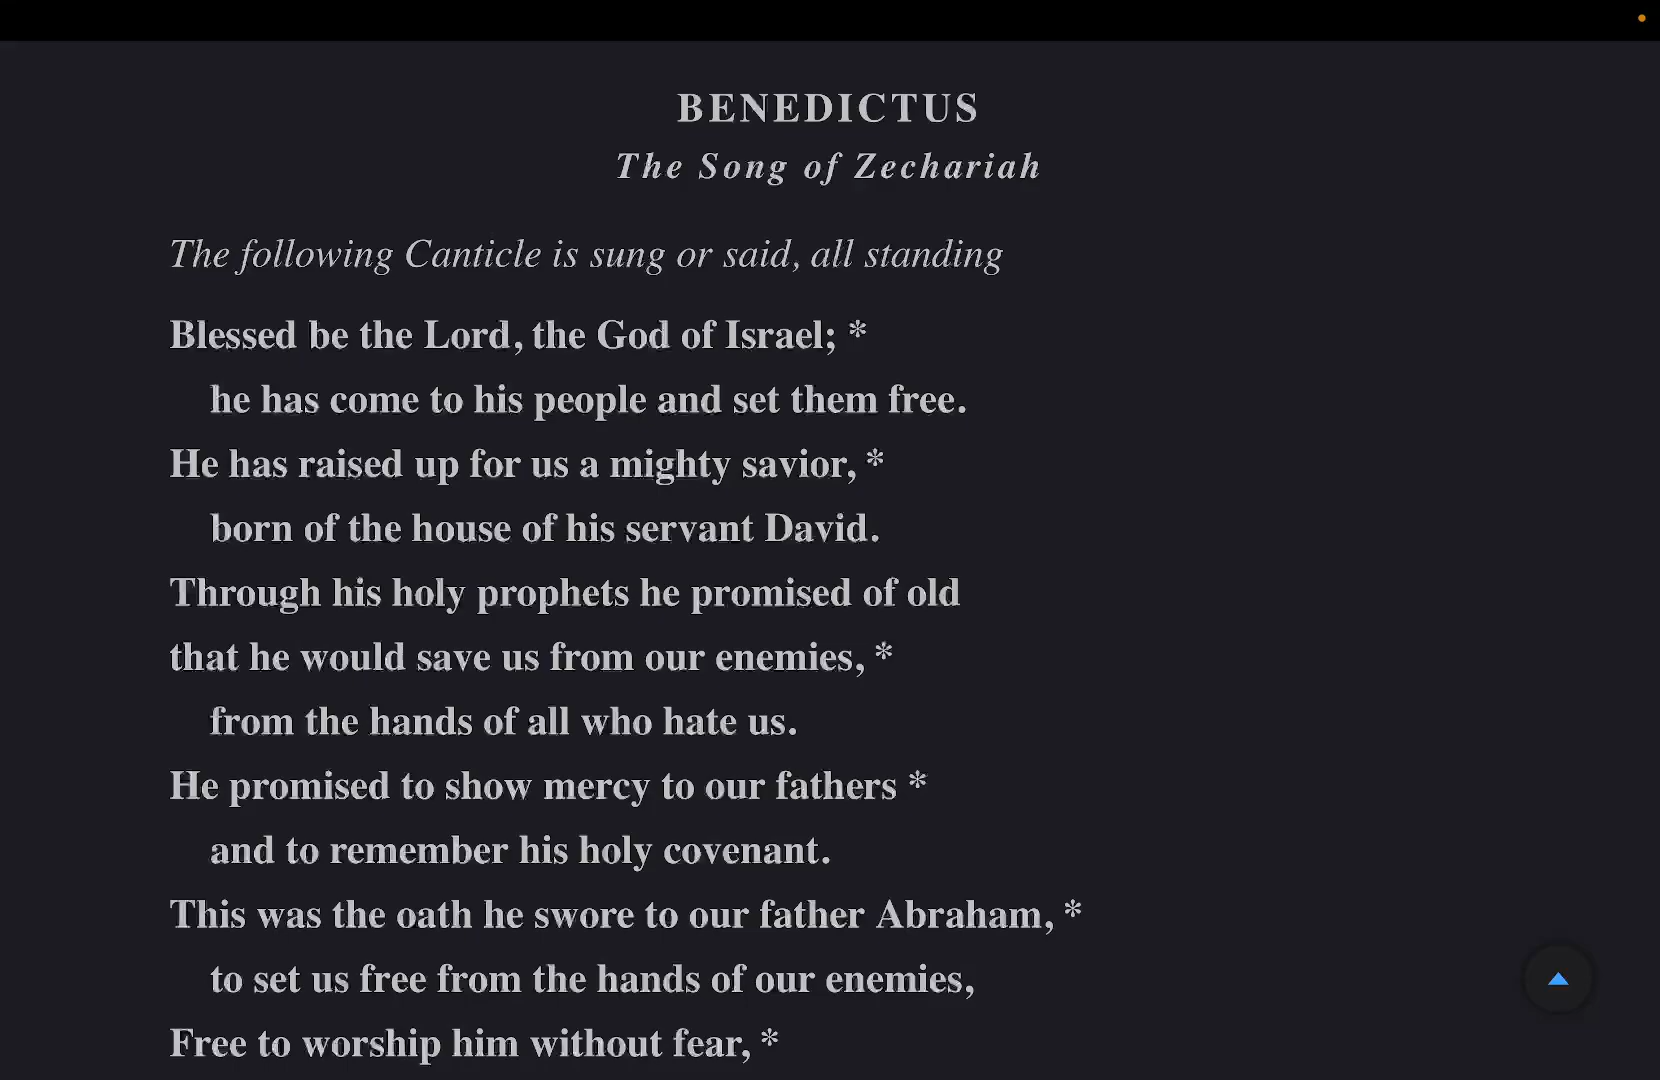 BENEDICTUS
The Song of Zechariah
The following Canticle is sung or said, all standing
Blessed be the Lord, the God of Israel; *
he has come to his people and set them free.
He has raised up for us a mighty savior, *
born of the house of his servant David.
Through his holy prophets he promised of old
that he would save us from our enemies, *
from the hands of all who hate us.
He promised to show mercy to our fathers *
and to remember his holy covenant.
This was the oath he swore to our father Abraham, *
to set us free from the hands of our enemies,
Free to worship him without fear, *